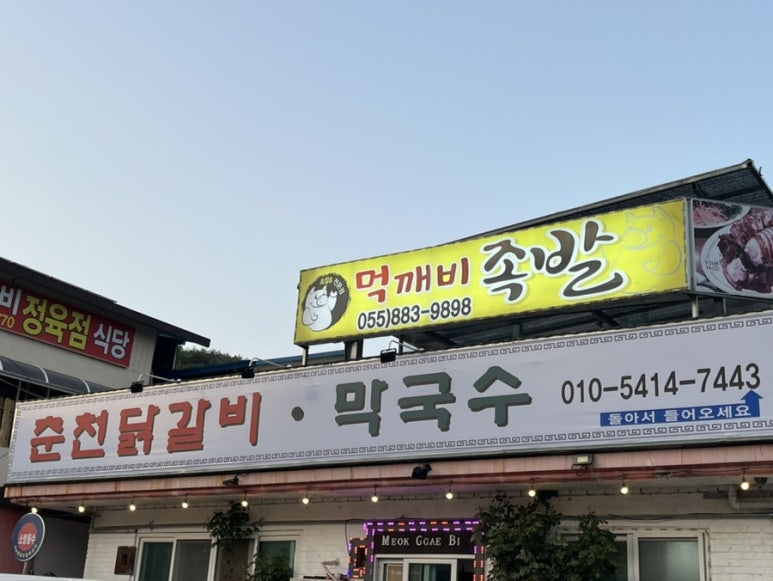 먹깨비 족발
055)883-9898
비 정육점 식당
70
춘천닭갈비 · 막국수
010-5414-7443
돌아서 들어오세요
MEOK GGAE BI